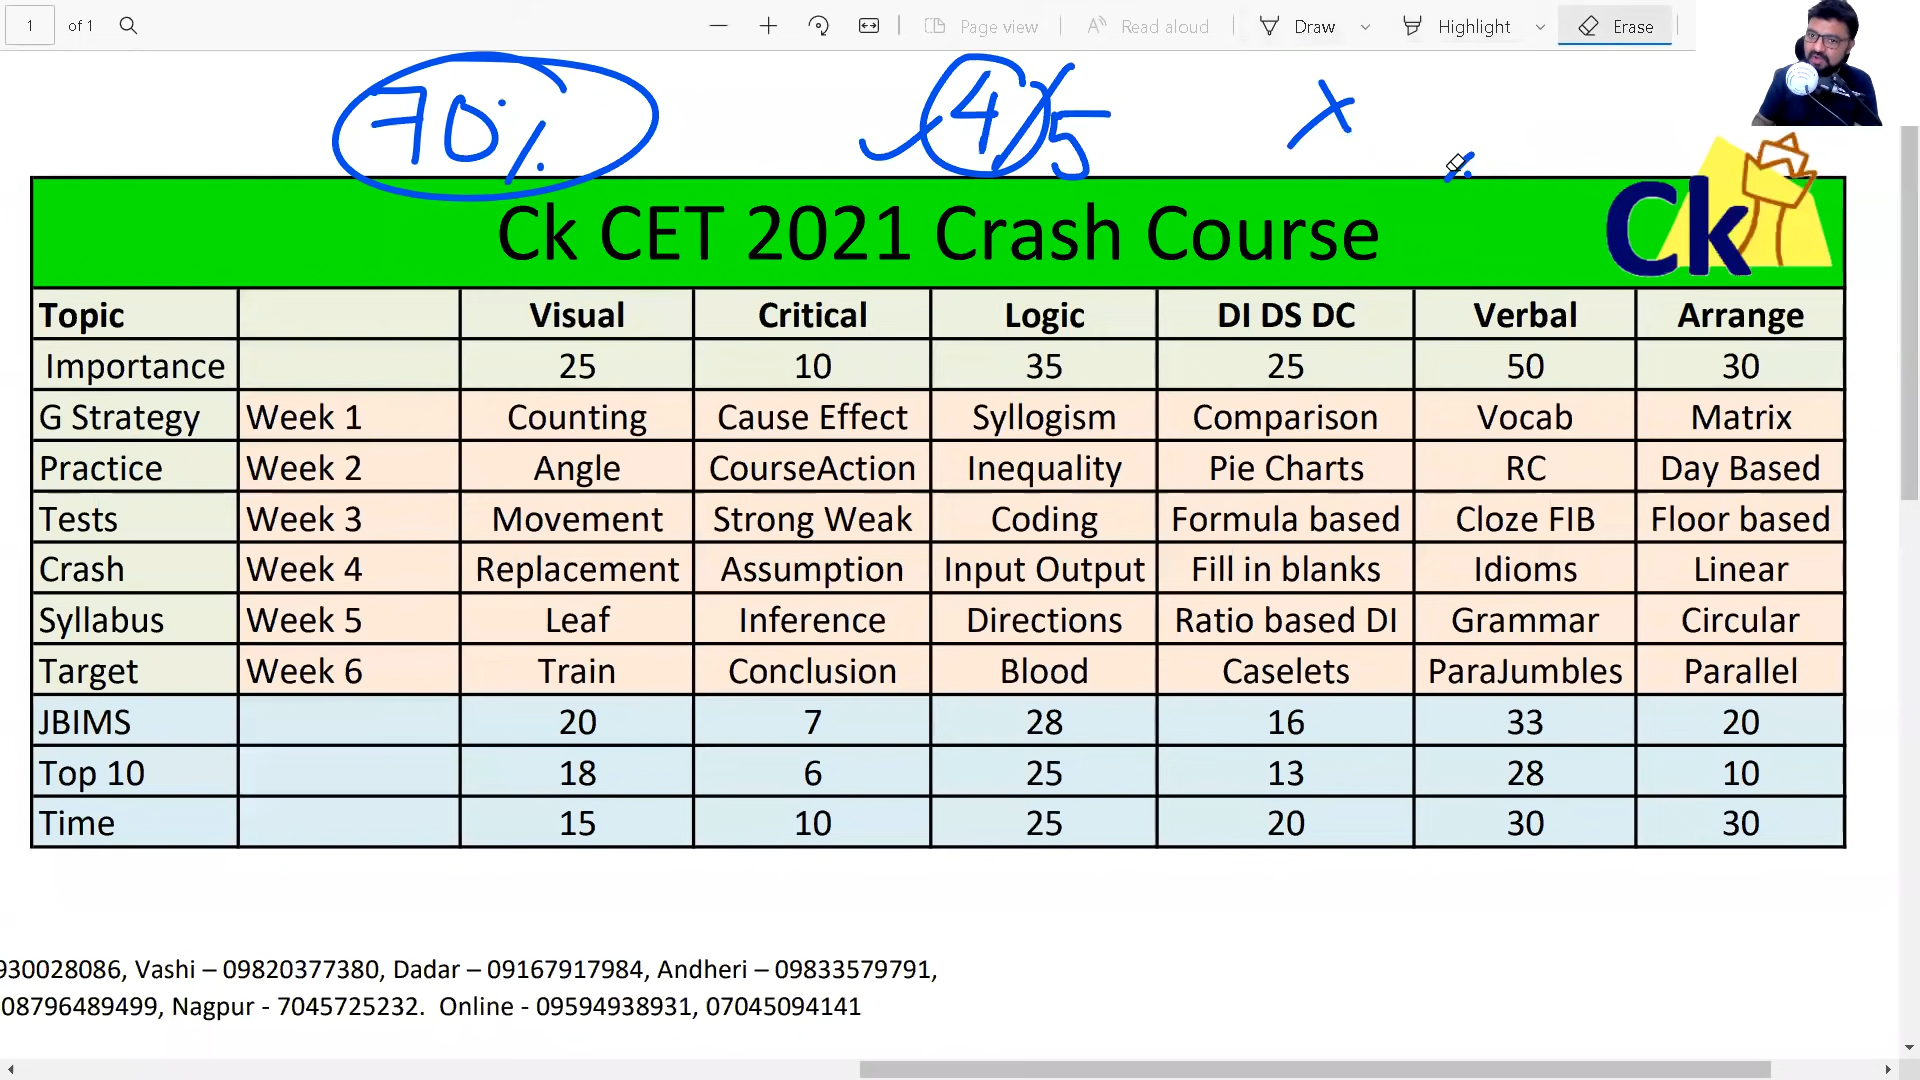 1 of 1 Page view Read aloud Draw Highlight Erase
70% 4/5 x
Ck CET 2021 Crash Course Ck
Topic Visual Critical Logic DI DS DC Verbal Arrange
Importance 25 10 35 25 50 30
G Strategy Week 1 Counting Cause Effect Syllogism Comparison Vocab Matrix
Practice Week 2 Angle CourseAction Inequality Pie Charts RC Day Based
Tests Week 3 Movement Strong Weak Coding Formula based Cloze FIB Floor based
Crash Week 4 Replacement Assumption Input Output Fill in blanks Idioms Linear
Syllabus Week 5 Leaf Inference Directions Ratio based DI Grammar Circular
Target Week 6 Train Conclusion Blood Caselets ParaJumbles Parallel
JBIMS 20 7 28 16 33 20
Top 10 18 6 25 13 28 10
Time 15 10 25 20 30 30
930028086, Vashi – 09820377380, Dadar – 09167917984, Andheri – 09833579791,
08796489499, Nagpur - 7045725232. Online - 09594938931, 07045094141